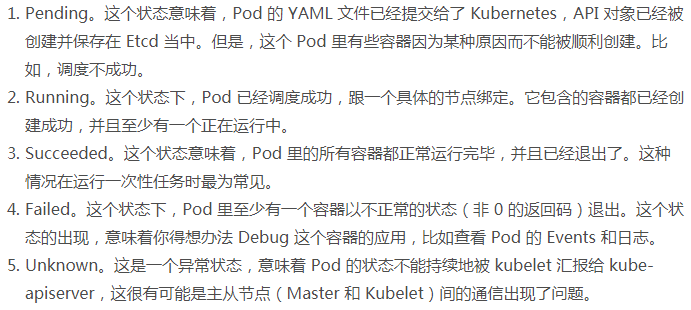 1. Pending。这个状态意味着，Pod 的 YAML 文件已经提交给了 Kubernetes，API 对象已经被
创建并保存在 Etcd 当中。但是，这个 Pod 里有些容器因为某种原因而不能被顺利创建。比
如，调度不成功。
2. Running。这个状态下，Pod 已经调度成功，跟一个具体的节点绑定。它包含的容器都已经创
建成功，并且至少有一个正在运行中。
3. Succeeded。这个状态意味着，Pod 里的所有容器都正常运行完毕，并且已经退出了。这种
情况在运行一次性任务时最为常见。
4. Failed。这个状态下，Pod 里至少有一个容器以不正常的状态（非 0 的返回码）退出。这个状
态的出现，意味着你得想办法 Debug 这个容器的应用，比如查看 Pod 的 Events 和日志。
5. Unknown。这是一个异常状态，意味着 Pod 的状态不能持续地被 kubelet 汇报给 kube-
apiserver，这很有可能是主从节点（Master 和 Kubelet）间的通信出现了问题。